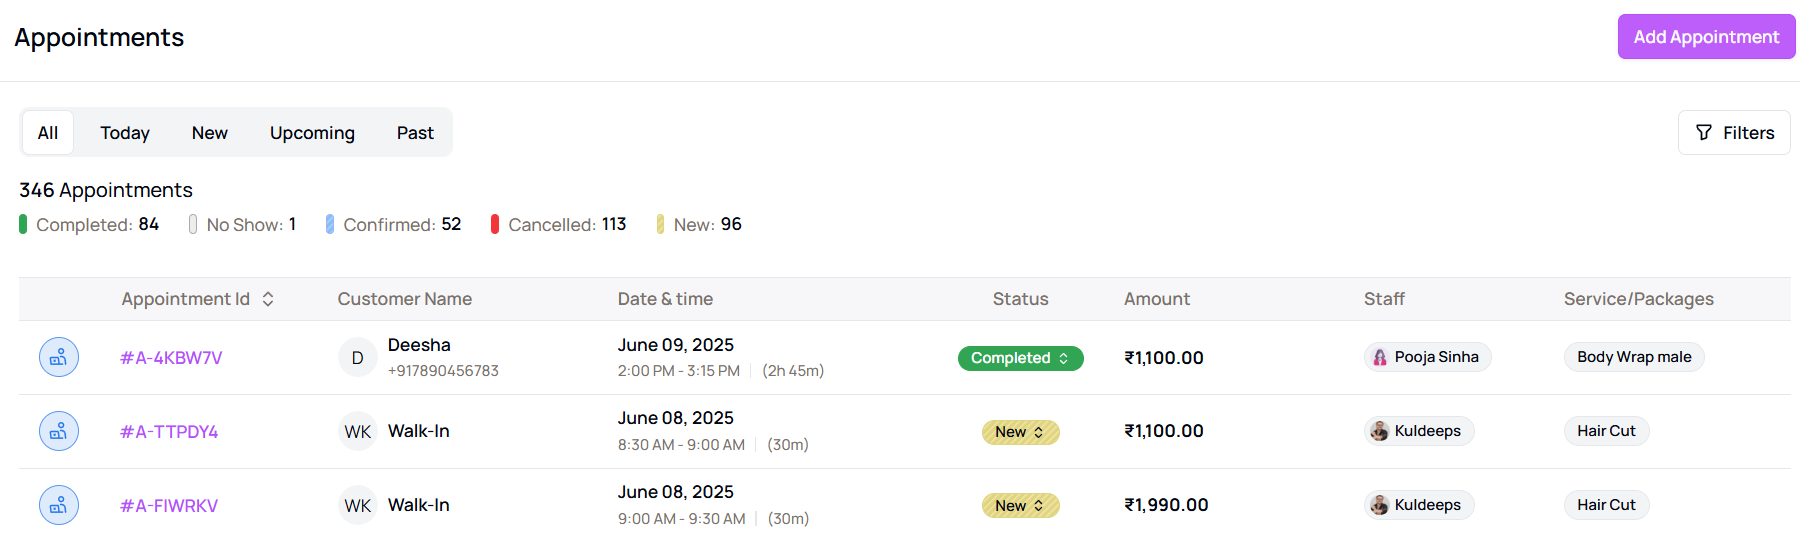 Appointments
Add Appointment
All Today New Upcoming Past
Filters
346 Appointments
Completed: 84 No Show: 1 Confirmed: 52 Cancelled: 113 New: 96
Appointment Id Customer Name Date & time Status Amount Staff Service/Packages
#A-4KBW7V D Deesha +917890456783 June 09, 2025 2:00 PM - 3:15 PM (2h 45m) Completed ₹1,100.00 Pooja Sinha Body Wrap male
#A-TTPDY4 WK Walk-In June 08, 2025 8:30 AM - 9:00 AM (30m) New ₹1,100.00 Kuldeeps Hair Cut
#A-FIWRKV WK Walk-In June 08, 2025 9:00 AM - 9:30 AM (30m) New ₹1,990.00 Kuldeeps Hair Cut